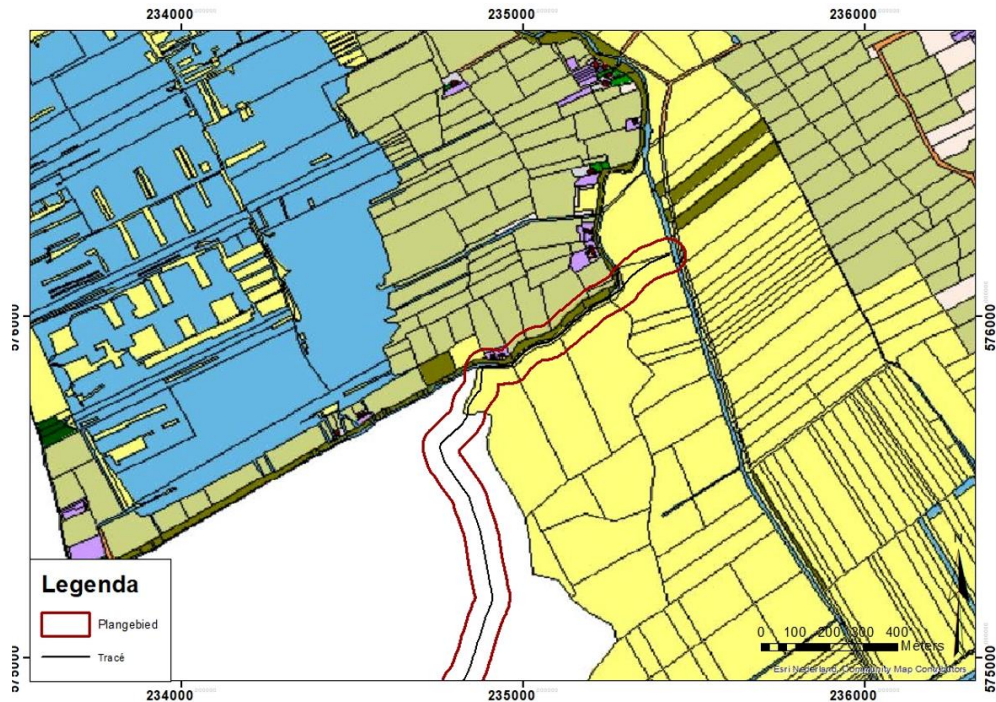 234000 235000 236000
576000 576000
Legenda
Plangebied
Tracé
N
0 100 200 300 400
Meters
Esri Nederland, Community Map Contributors
575000 575000
234000 235000 236000